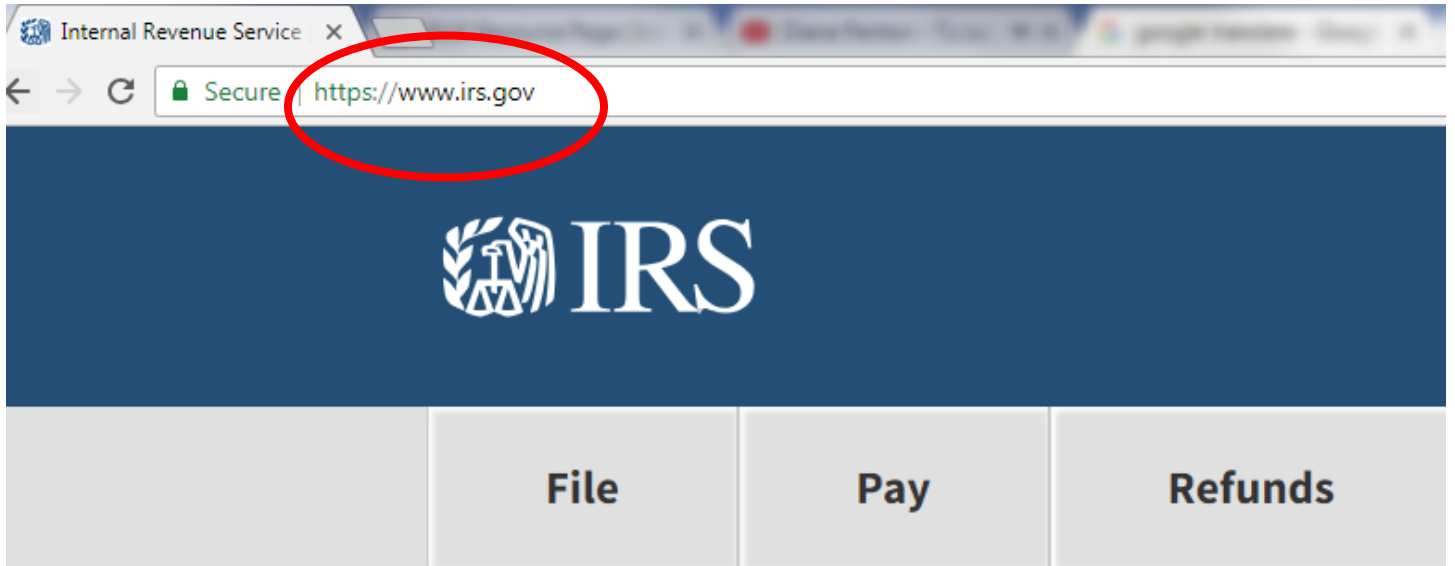 Internal Revenue Service
Secure | https://www.irs.gov
IRS
File Pay Refunds